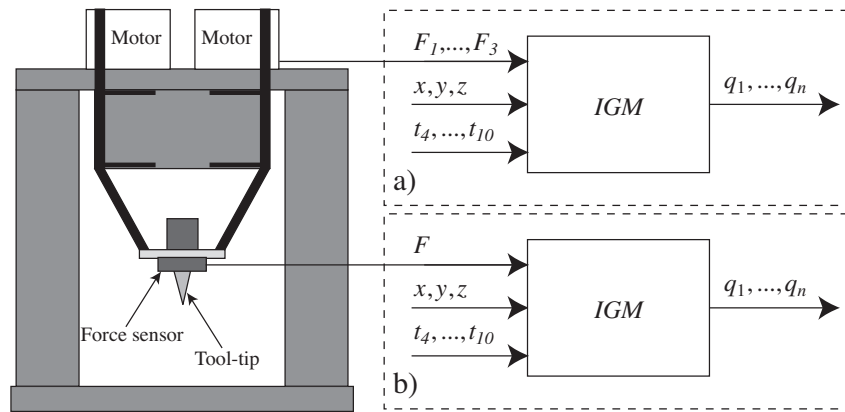 Motor
Motor
F1,...,F3
x,y,z
t4,...,t10
IGM
q1,...,qn
a)
F
x,y,z
t4,...,t10
IGM
q1,...,qn
b)
Force sensor
Tool-tip